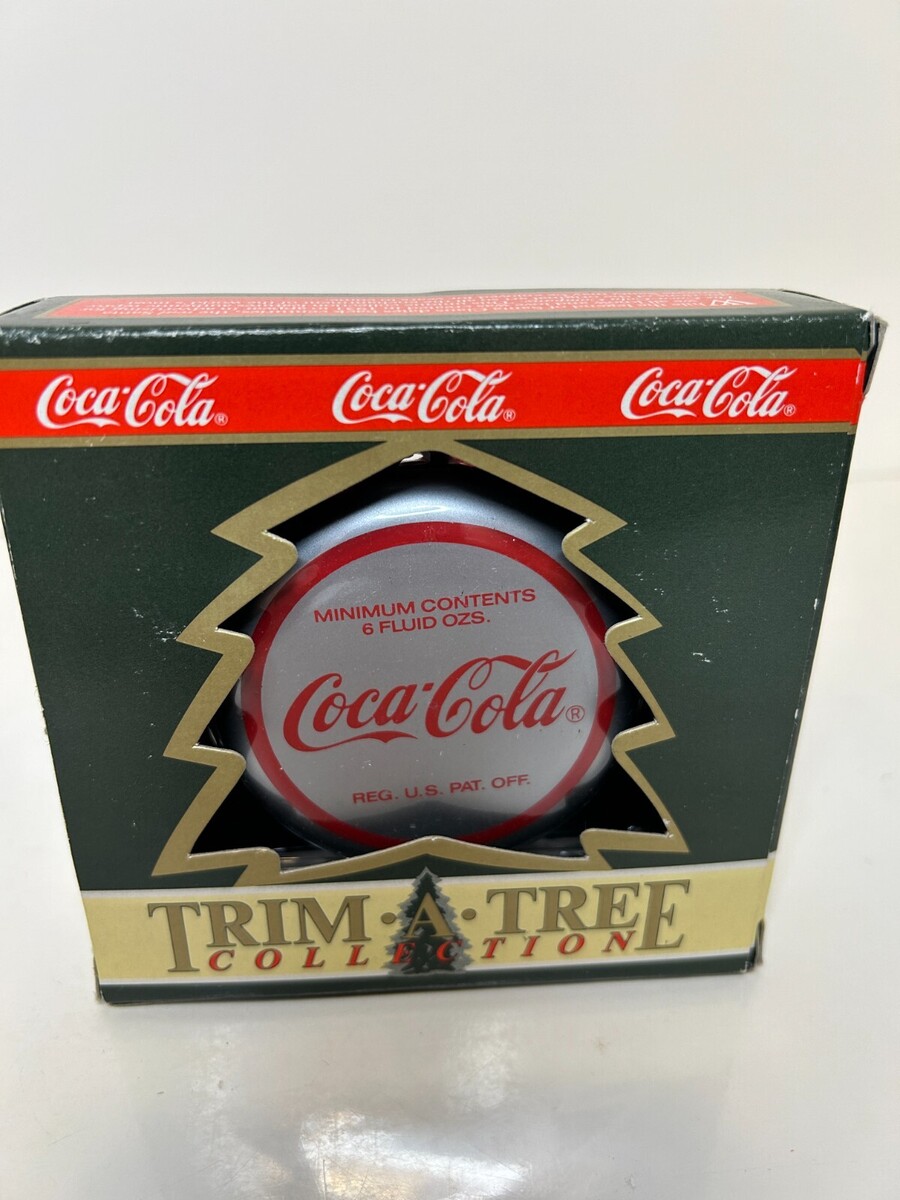 Coca-Cola® Coca-Cola® Coca-Cola®
MINIMUM CONTENTS
6 FLUID OZS.
Coca-Cola®
REG. U.S. PAT. OFF.
TRIM·A·TREE
COLLECTION